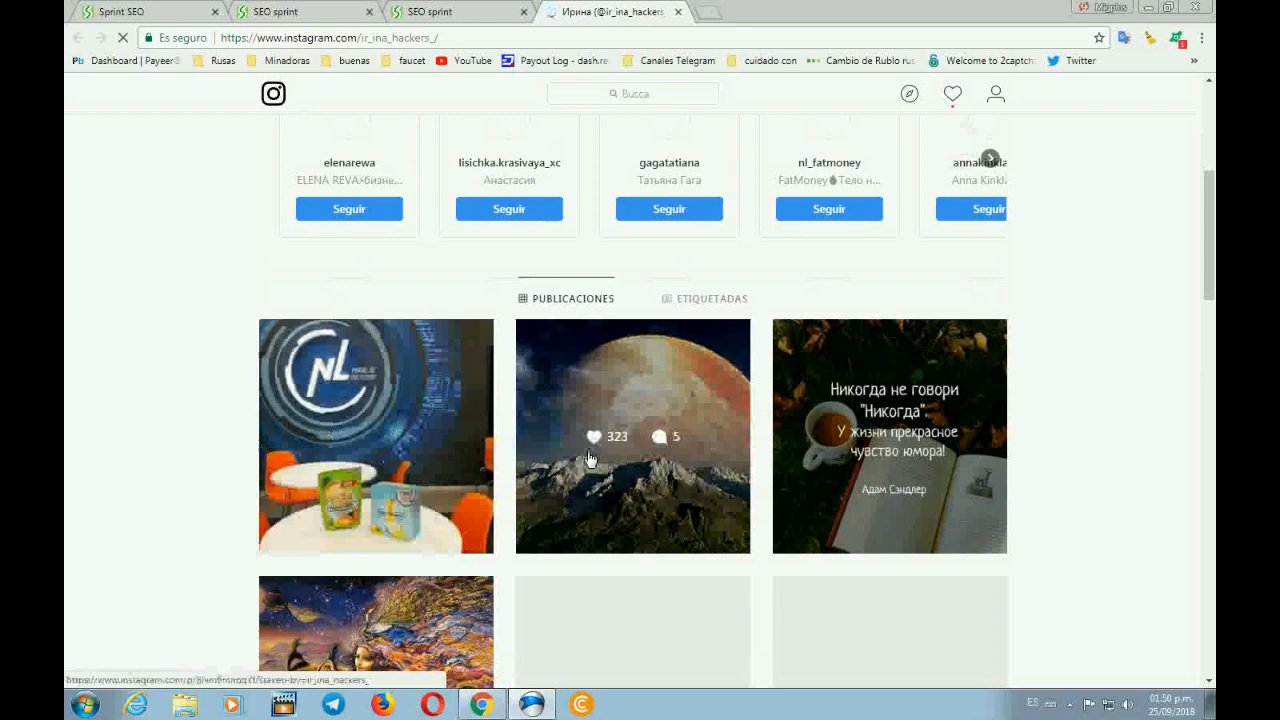 Sprint SEO
SEO sprint
SEO sprint
Ирина (@ir_ina_hackers_
Es seguro
https://www.instagram.com/ir_ina_hackers_/
Dashboard | Payeer®
Rusas
Minadoras
buenas
faucet
YouTube
Payout Log - dash.re
Canales Telegram
cuidado con
Cambio de Rublo rus
Welcome to 2captch
Twitter
»
Busca
elenarewa
lisichka.krasivaya_xc
gagatatiana
nl_fatmoney
annakinkla
ELENA REVA⚡бизне...
Анастасия
Татьяна Гага
FatMoney💧Тело н...
Anna Kinkl
Seguir
Seguir
Seguir
Seguir
Seguir
PUBLICACIONES
ETIQUETADAS
NL
323
5
Никогда не говори
"Никогда".
У жизни прекрасное
чувство юмора!
Адам Сэндлер
ES
01:50 p.m.
25/09/2018